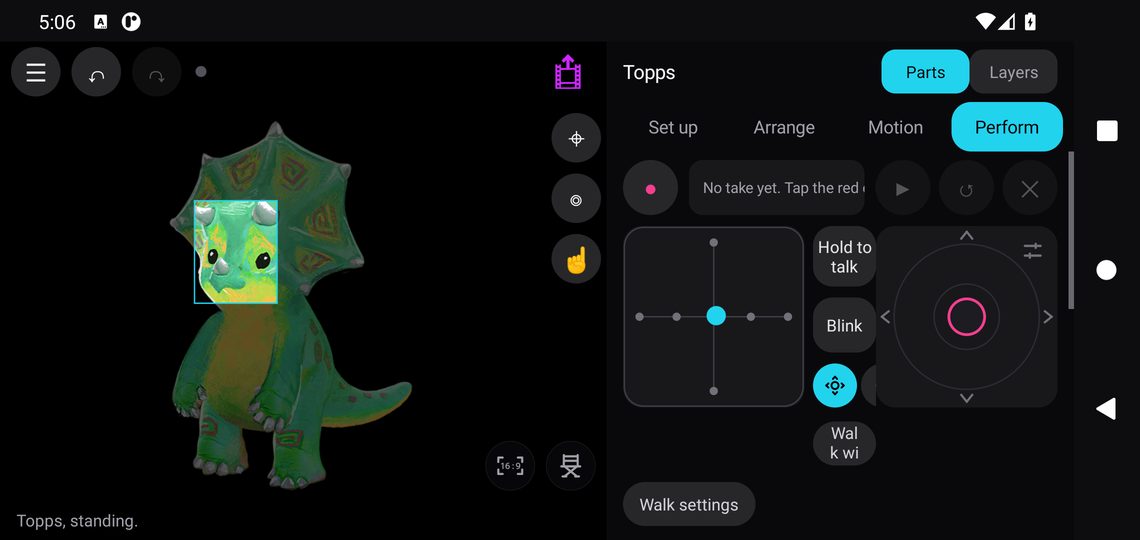 5:06
A
Topps
Parts
Layers
Set up
Arrange
Motion
Perform
No take yet. Tap the red
Hold to
talk
Blink
Wal
k wi
16:9
Walk settings
Topps, standing.